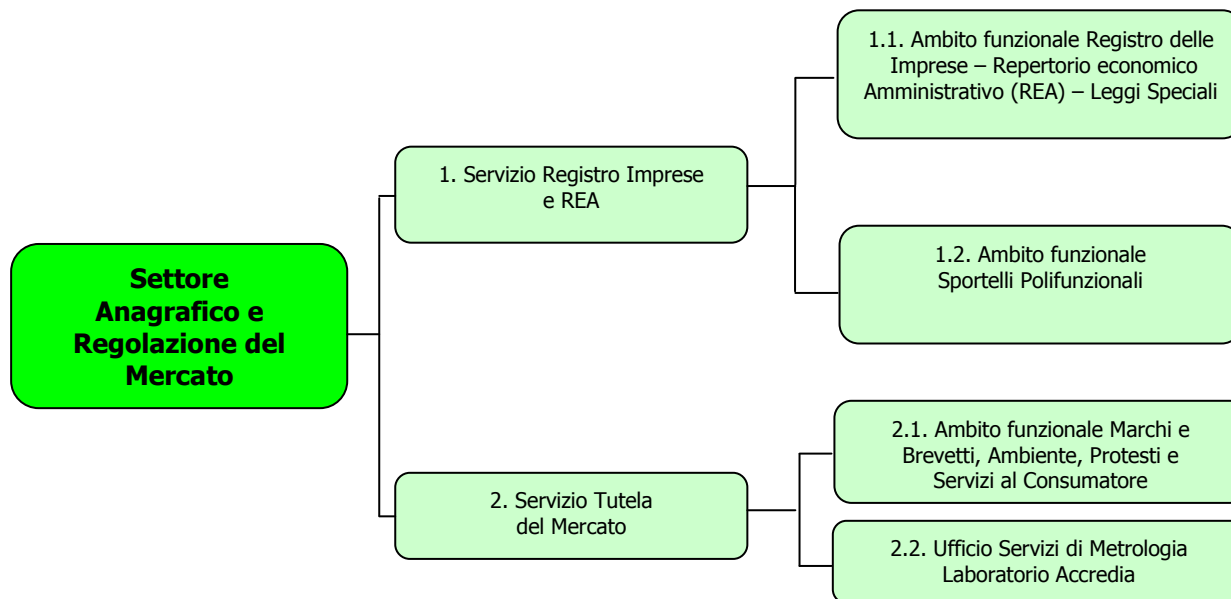 Settore
Anagrafico e
Regolazione del
Mercato
1. Servizio Registro Imprese
e REA
1.1. Ambito funzionale Registro delle
Imprese – Repertorio economico
Amministrativo (REA) – Leggi Speciali
1.2. Ambito funzionale
Sportelli Polifunzionali
2. Servizio Tutela
del Mercato
2.1. Ambito funzionale Marchi e
Brevetti, Ambiente, Protesti e
Servizi al Consumatore
2.2. Ufficio Servizi di Metrologia
Laboratorio Accredia